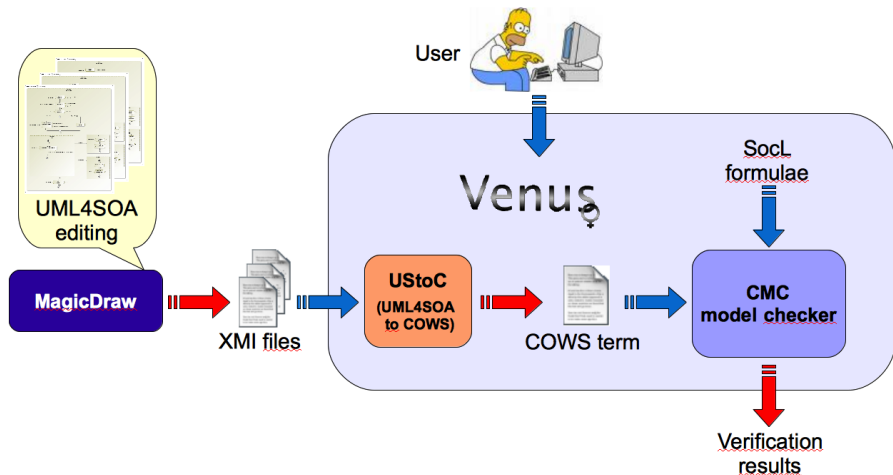 User
UML4SOA
editing
MagicDraw
XMI files
Venus
UStoC
(UML4SOA
to COWS)
COWS term
SocL
formulae
CMC
model checker
Verification
results